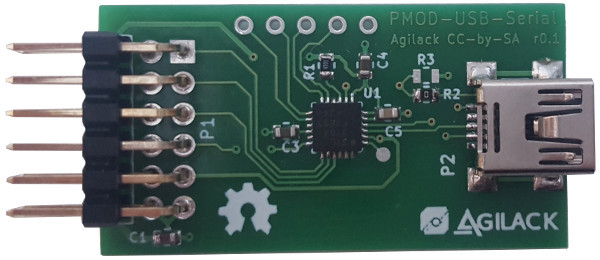 PMOD-USB-Serial
Agilack CC-by-SA r0.1
R1
C4
R3
U1
R2
P1
C3
C5
P2
C1
AGILACK